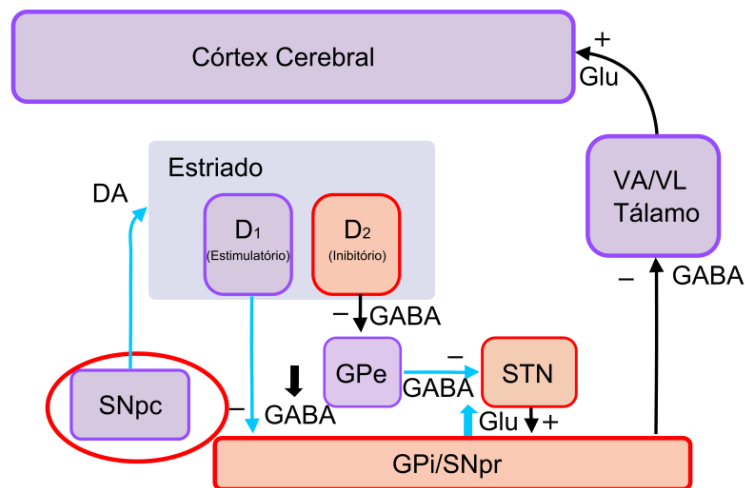 Córtex Cerebral
+
Glu
Estriado
DA
D1
(Estimulatório)
D2
(Inibitório)
VA/VL
Tálamo
– GABA
– GABA
SNpc
GPe
–
GABA
STN
– GABA
Glu +
GPi/SNpr